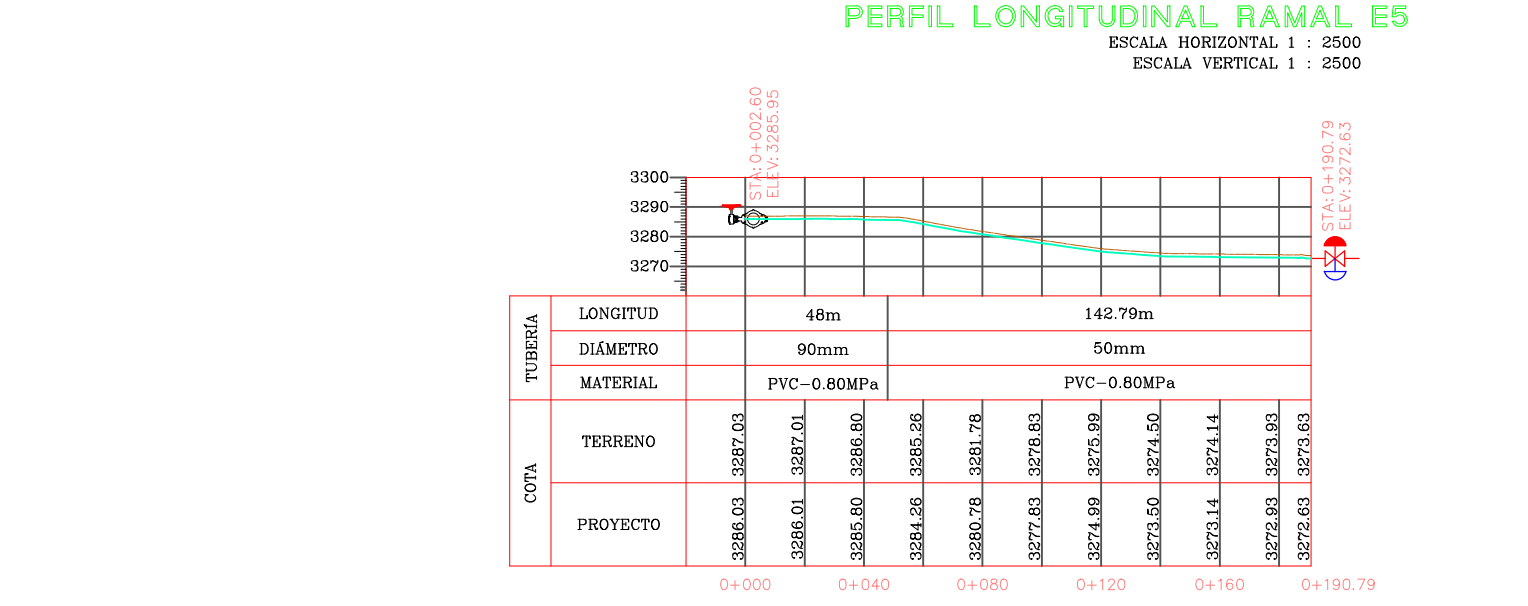 PERFIL LONGITUDINAL RAMAL E5
ESCALA HORIZONTAL 1 : 2500
ESCALA VERTICAL 1 : 2500
STA: 0+002.60
ELEV: 3285.95
STA: 0+190.79
ELEV: 3272.63
3300
3290
3280
3270
TUBERÍA
LONGITUD 48m 142.79m
DIÁMETRO 90mm 50mm
MATERIAL PVC-0.80MPa PVC-0.80MPa
COTA
TERRENO 3287.03 3287.01 3286.80 3285.26 3281.78 3278.83 3275.99 3274.50 3274.14 3273.93 3273.63
PROYECTO 3286.03 3286.01 3285.80 3284.26 3280.78 3277.83 3274.99 3273.50 3273.14 3272.93 3272.63
0+000 0+040 0+080 0+120 0+160 0+190.79